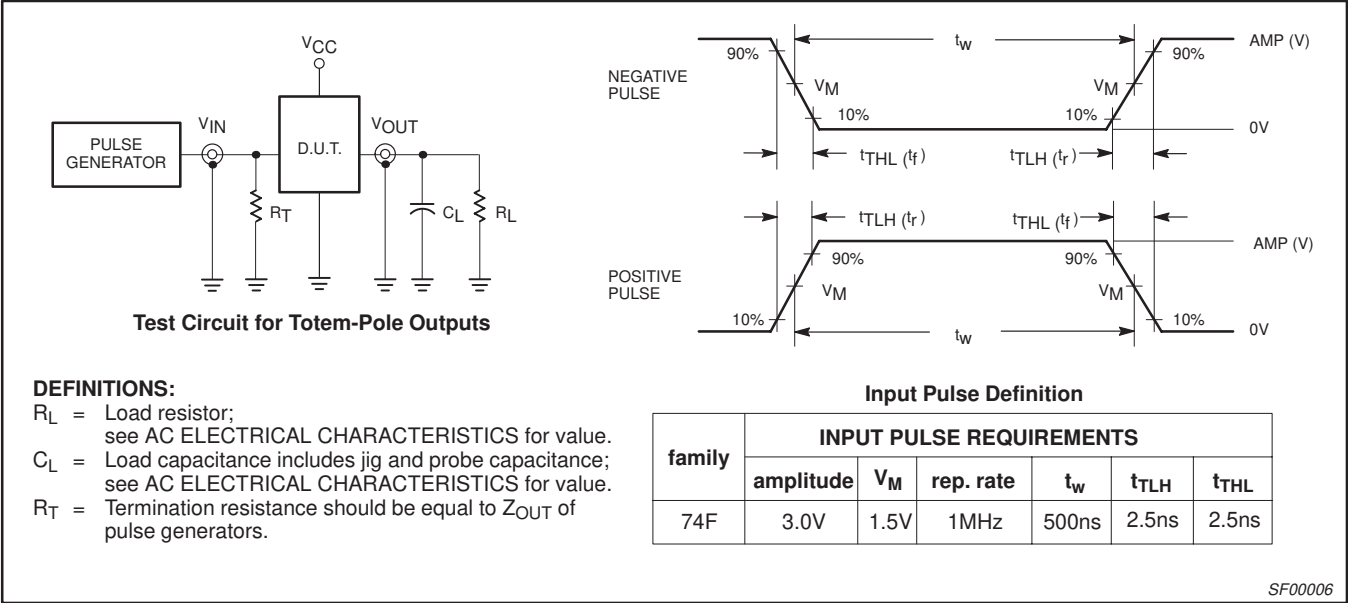 VCC
VIN
VOUT
PULSE
GENERATOR
D.U.T.
RT
CL
RL
Test Circuit for Totem-Pole Outputs
NEGATIVE
PULSE
90%
tw
90%
AMP (V)
VM
VM
10%
10%
0V
tTHL (tf)
tTLH (tr)
tTLH (tr)
tTHL (tf)
AMP (V)
POSITIVE
PULSE
90%
90%
VM
VM
10%
10%
tw
0V
DEFINITIONS:
RL = Load resistor;
see AC ELECTRICAL CHARACTERISTICS for value.
CL = Load capacitance includes jig and probe capacitance;
see AC ELECTRICAL CHARACTERISTICS for value.
RT = Termination resistance should be equal to ZOUT of
pulse generators.
Input Pulse Definition
family INPUT PULSE REQUIREMENTS
amplitude VM rep. rate tw tTLH tTHL
74F 3.0V 1.5V 1MHz 500ns 2.5ns 2.5ns
SF00006